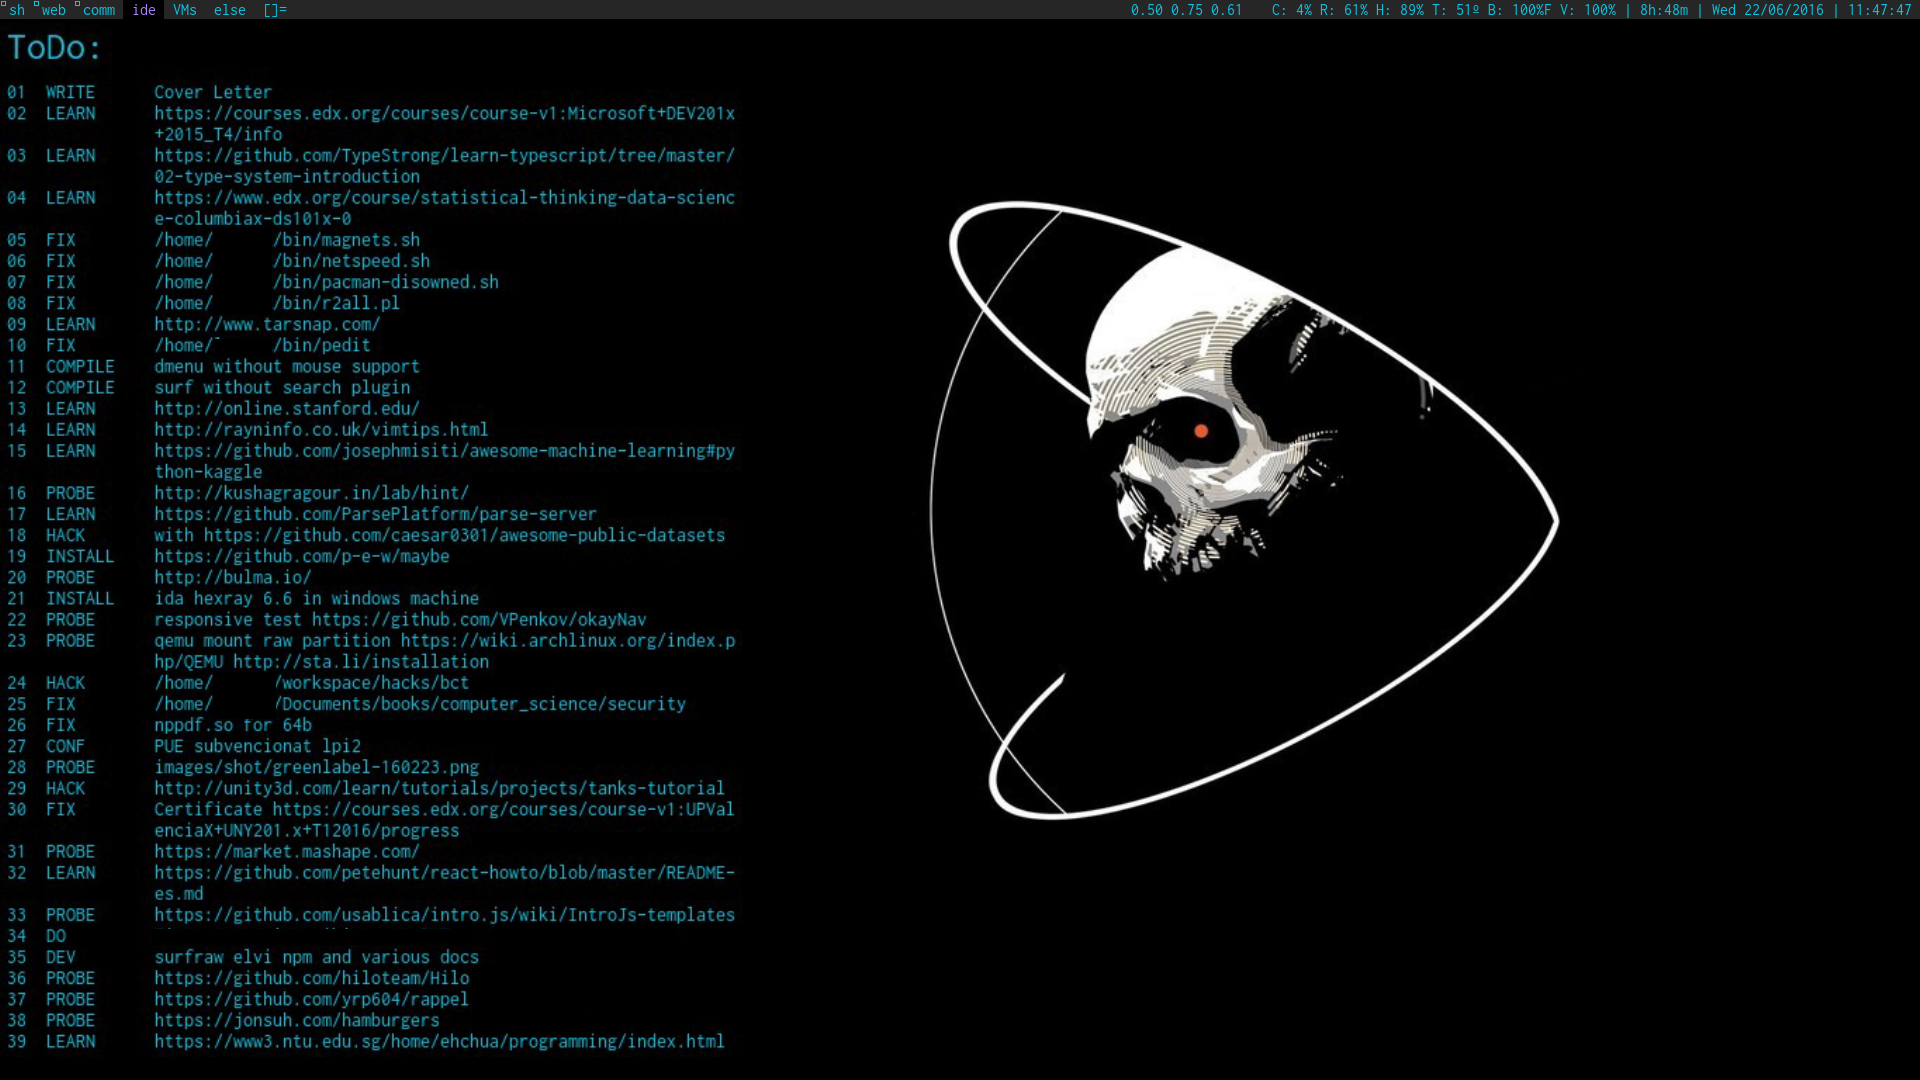 sh web comm ide VMs else []= 0.50 0.75 0.61 C: 4% R: 61% H: 89% T: 51º B: 100%F V: 100% | 8h:48m | Wed 22/06/2016 | 11:47:47
ToDo:
01 WRITE Cover Letter
02 LEARN https://courses.edx.org/courses/course-v1:Microsoft+DEV201x
+2015_T4/info
03 LEARN https://github.com/TypeStrong/learn-typescript/tree/master/
02-type-system-introduction
04 LEARN https://www.edx.org/course/statistical-thinking-data-scienc
e-columbiax-ds101x-0
05 FIX /home/ /bin/magnets.sh
06 FIX /home/ /bin/netspeed.sh
07 FIX /home/ /bin/pacman-disowned.sh
08 FIX /home/ /bin/r2all.pl
09 LEARN http://www.tarsnap.com/
10 FIX /home/ /bin/pedit
11 COMPILE dmenu without mouse support
12 COMPILE surf without search plugin
13 LEARN http://online.stanford.edu/
14 LEARN http://rayninfo.co.uk/vimtips.html
15 LEARN https://github.com/josephmisiti/awesome-machine-learning#py
thon-kaggle
16 PROBE http://kushagragour.in/lab/hint/
17 LEARN https://github.com/ParsePlatform/parse-server
18 HACK with https://github.com/caesar0301/awesome-public-datasets
19 INSTALL https://github.com/p-e-w/maybe
20 PROBE http://bulma.io/
21 INSTALL ida hexray 6.6 in windows machine
22 PROBE responsive test https://github.com/VPenkov/okayNav
23 PROBE qemu mount raw partition https://wiki.archlinux.org/index.p
hp/QEMU http://sta.li/installation
24 HACK /home/ /workspace/hacks/bct
25 FIX /home/ /Documents/books/computer_science/security
26 FIX nppdf.so for 64b
27 CONF PUE subvencionat lpi2
28 PROBE images/shot/greenlabel-160223.png
29 HACK http://unity3d.com/learn/tutorials/projects/tanks-tutorial
30 FIX Certificate https://courses.edx.org/courses/course-v1:UPVal
enciaX+UNY201.x+T12016/progress
31 PROBE https://market.mashape.com/
32 LEARN https://github.com/petehunt/react-howto/blob/master/README-
es.md
33 PROBE https://github.com/usablica/intro.js/wiki/IntroJs-templates
34 DO
35 DEV surfraw elvi npm and various docs
36 PROBE https://github.com/hiloteam/Hilo
37 PROBE https://github.com/yrp604/rappel
38 PROBE https://jonsuh.com/hamburgers
39 LEARN https://www3.ntu.edu.sg/home/ehchua/programming/index.html